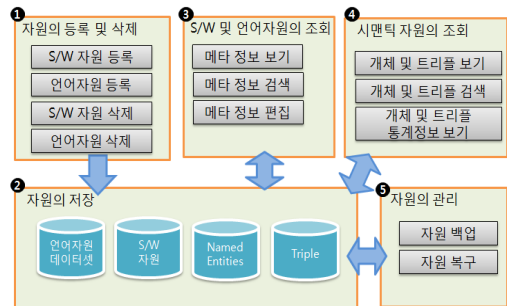 ❶
자원의 등록 및 삭제
S/W 자원 등록
언어자원 등록
S/W 자원 삭제
언어자원 삭제
❸
S/W 및 언어자원의 조회
메타 정보 보기
메타 정보 검색
메타 정보 편집
❹
시맨틱 자원의 조회
개체 및 트리플 보기
개체 및 트리플 검색
개체 및 트리플
통계정보 보기
❷
자원의 저장
언어자원
데이터셋
S/W
자원
Named
Entities
Triple
❺
자원의 관리
자원 백업
자원 복구